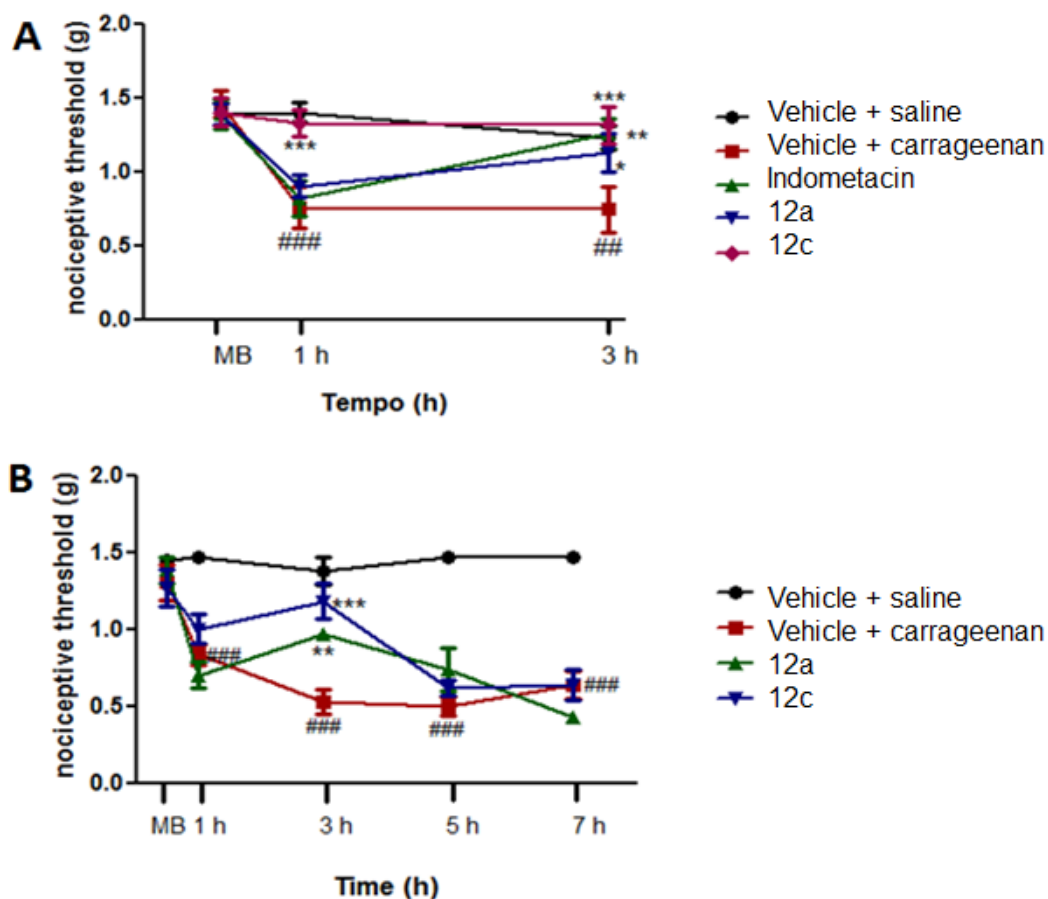 A
nociceptive threshold (g)
2.0
1.5
1.0
0.5
0.0
***
***
**
*
###
##
MB 1 h 3 h
Tempo (h)
Vehicle + saline
Vehicle + carrageenan
Indometacin
12a
12c
B
nociceptive threshold (g)
2.0
1.5
1.0
0.5
0.0
***
###
**
###
###
###
MB 1 h 3 h 5 h 7 h
Time (h)
Vehicle + saline
Vehicle + carrageenan
12a
12c